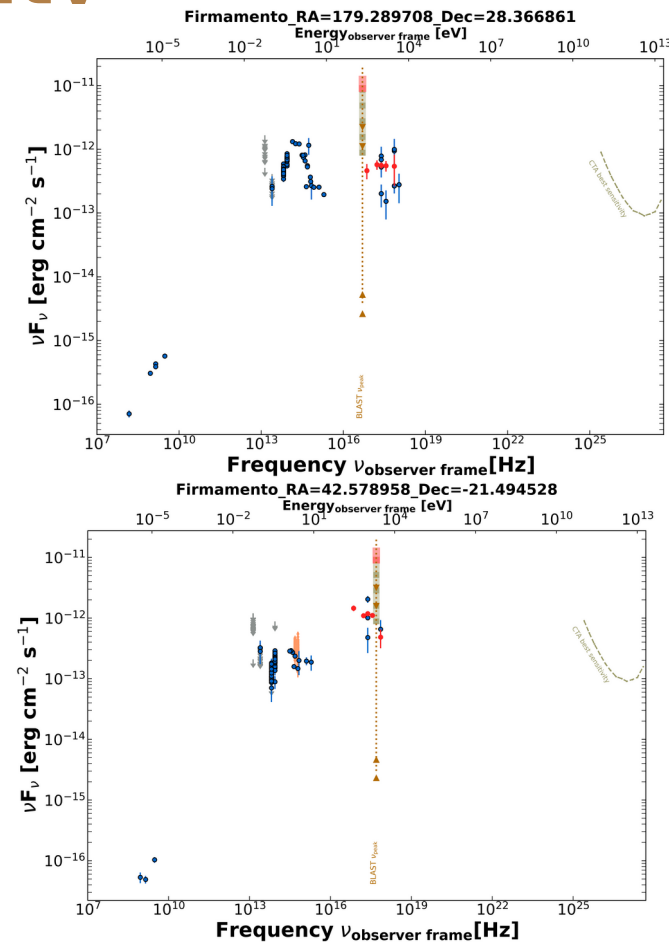 Firmamento_RA=179.289708_Dec=28.366861
Energy observer frame [eV]
10⁻⁵ 10⁻² 10¹ 10⁴ 10⁷ 10¹⁰ 10¹³
10⁻¹¹
10⁻¹²
10⁻¹³
10⁻¹⁴
10⁻¹⁵
10⁻¹⁶
νFν [erg cm⁻² s⁻¹]
CTA best sensitivity
BLAST νpeak
10⁷ 10¹⁰ 10¹³ 10¹⁶ 10¹⁹ 10²² 10²⁵
Frequency ν observer frame[Hz]
Firmamento_RA=42.578958_Dec=-21.494528
Energy observer frame [eV]
10⁻⁵ 10⁻² 10¹ 10⁴ 10⁷ 10¹⁰ 10¹³
10⁻¹¹
10⁻¹²
10⁻¹³
10⁻¹⁴
10⁻¹⁵
10⁻¹⁶
νFν [erg cm⁻² s⁻¹]
CTA best sensitivity
BLAST νpeak
10⁷ 10¹⁰ 10¹³ 10¹⁶ 10¹⁹ 10²² 10²⁵
Frequency ν observer frame[Hz]